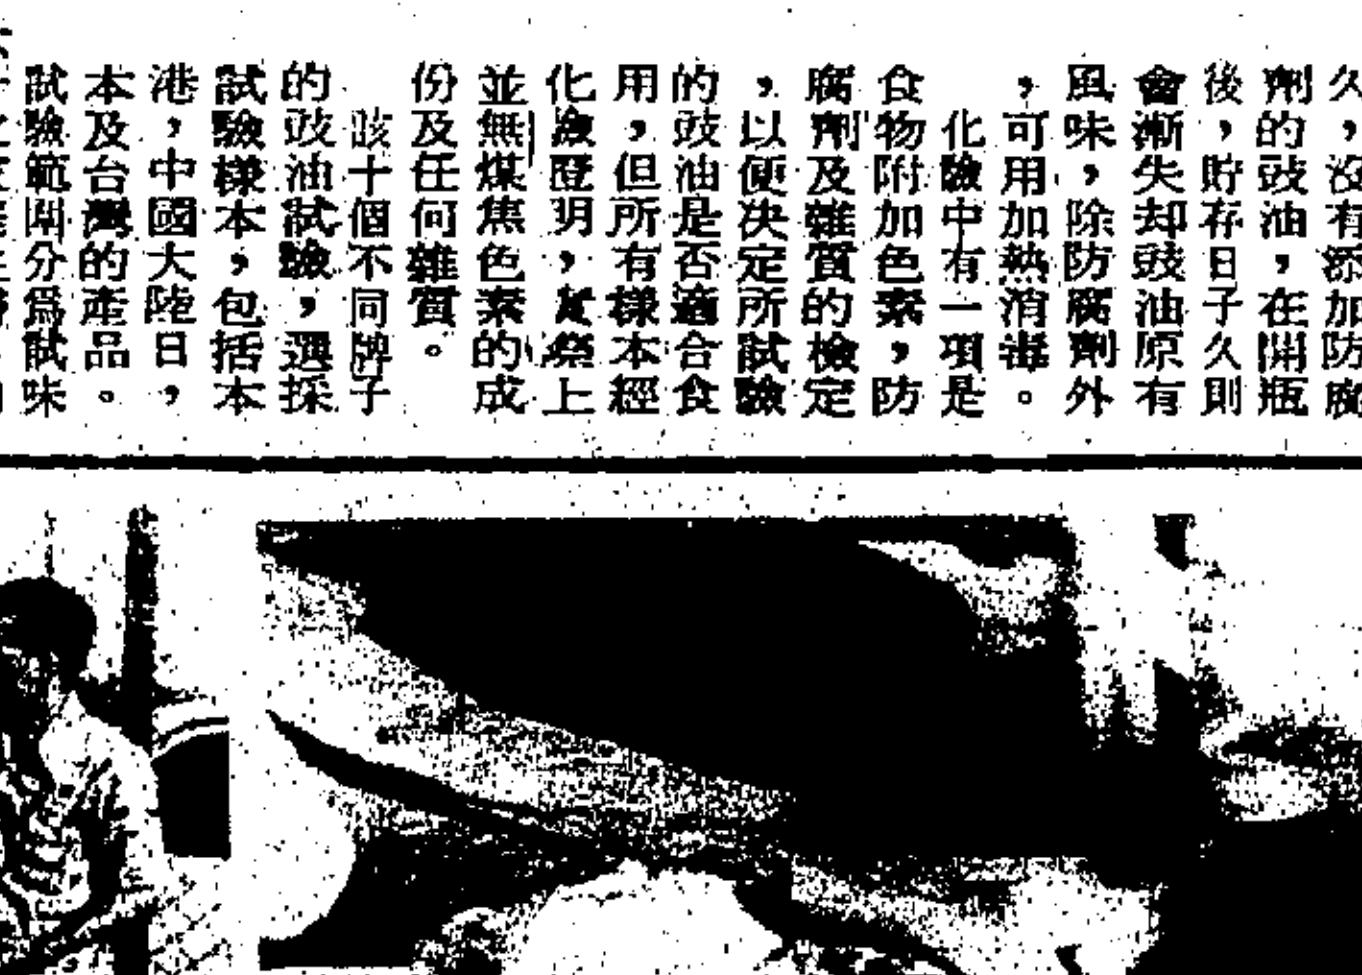 久，沒有添加防腐
劑的豉油，在開瓶
後，貯存日子久則
會漸失却豉油原有
風味，除防腐劑外
，可用加熱消毒。
化驗中有一項是
食物附加色素，防
腐劑及雜質的檢定
，以便決定所試驗
的豉油是否適合食
用，但所有樣本經
化驗證明，實際上
並無煤焦色素的成
份及任何雜質。
該十個不同牌子
的豉油試驗，選採
試驗樣本，包括本
港，中國大陸日，
本及台灣的產品。
試驗範圍分爲試味